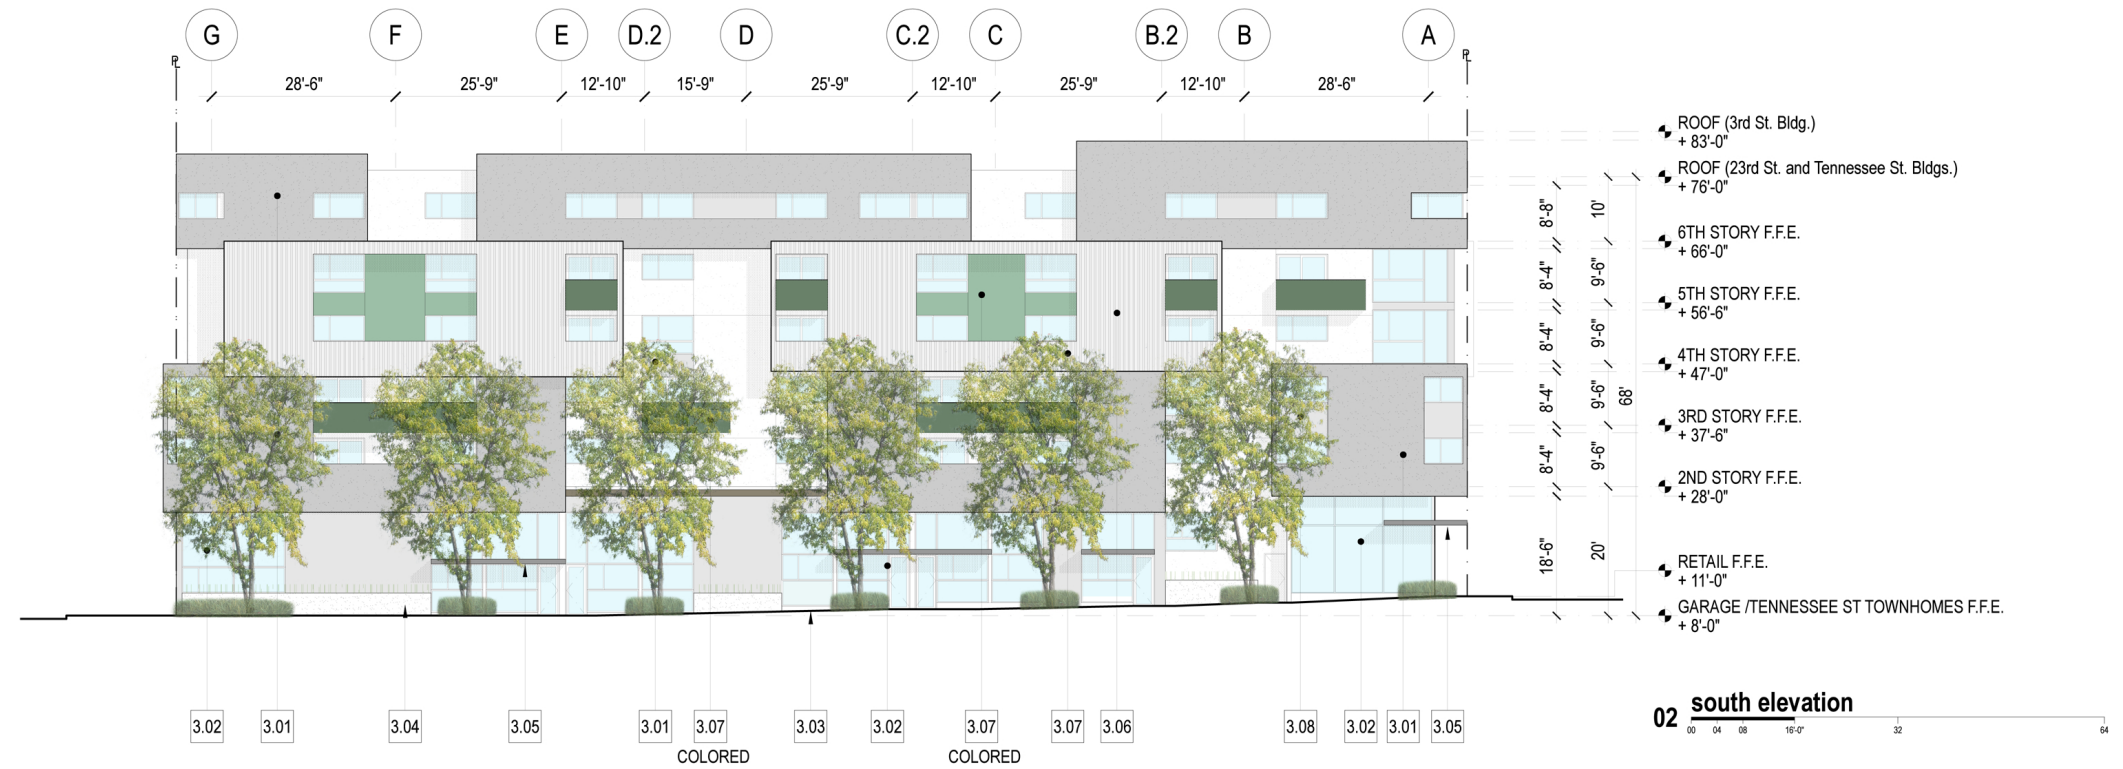 G F E D.2 D C.2 C B.2 B A
28'-6" 25'-9" 12'-10" 15'-9" 25'-9" 12'-10" 25'-9" 12'-10" 28'-6"
ROOF (3rd St. Bldg.)
+ 83'-0"
ROOF (23rd St. and Tennessee St. Bldgs.)
+ 76'-0"
6TH STORY F.F.E.
+ 66'-0"
5TH STORY F.F.E.
+ 56'-6"
4TH STORY F.F.E.
+ 47'-0"
3RD STORY F.F.E.
+ 37'-6"
2ND STORY F.F.E.
+ 28'-0"
RETAIL F.F.E.
+ 11'-0"
GARAGE /TENNESSEE ST TOWNHOMES F.F.E.
+ 8'-0"
8'-8"
8'-4"
8'-4"
8'-4"
8'-4"
18'-6"
10'
9'-6"
9'-6"
9'-6"
9'-6"
20'
68'
3.02 3.01 3.04 3.05 3.01 3.07 3.03 3.02 3.07 3.07 3.06 3.08 3.02 3.01 3.05
COLORED COLORED
02 south elevation
00 04 08 16'-0" 32 64